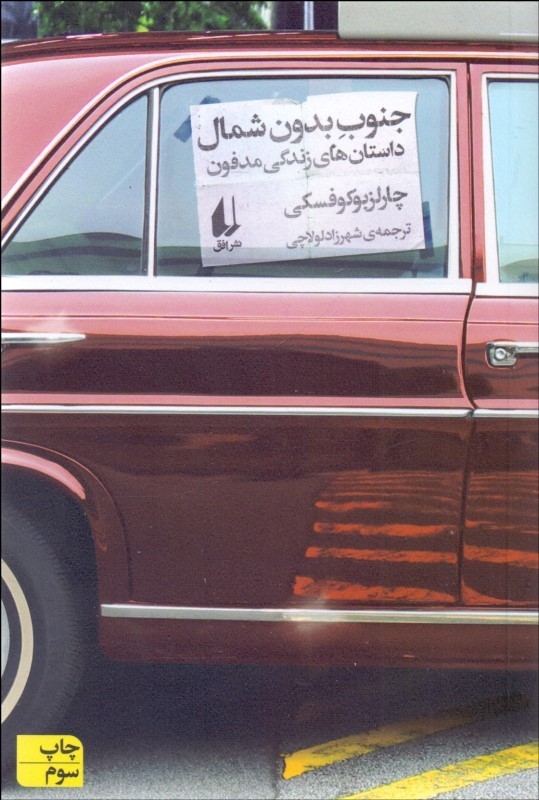 جنوبِ بدون شمال
داستان‌های زندگی مدفون
چارلز بوکوفسکی
ترجمه‌ی شهرزاد لولاچی
نشر افق
چاپ
سوم